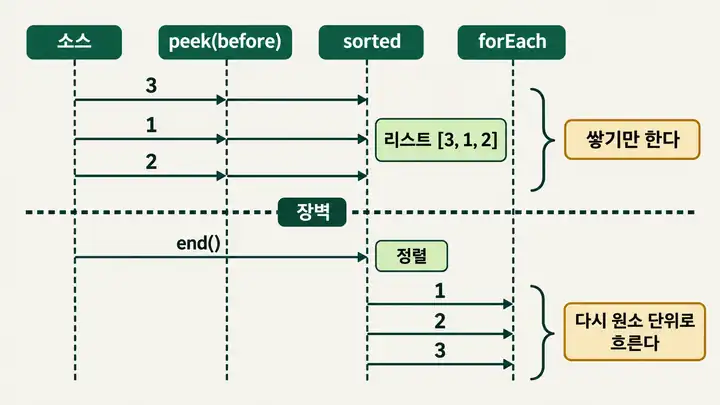 소스
peek(before)
sorted
forEach
3
1
리스트 [3, 1, 2]
쌓기만 한다
2
장벽
end()
정렬
1
2
3
다시 원소 단위로
흐른다